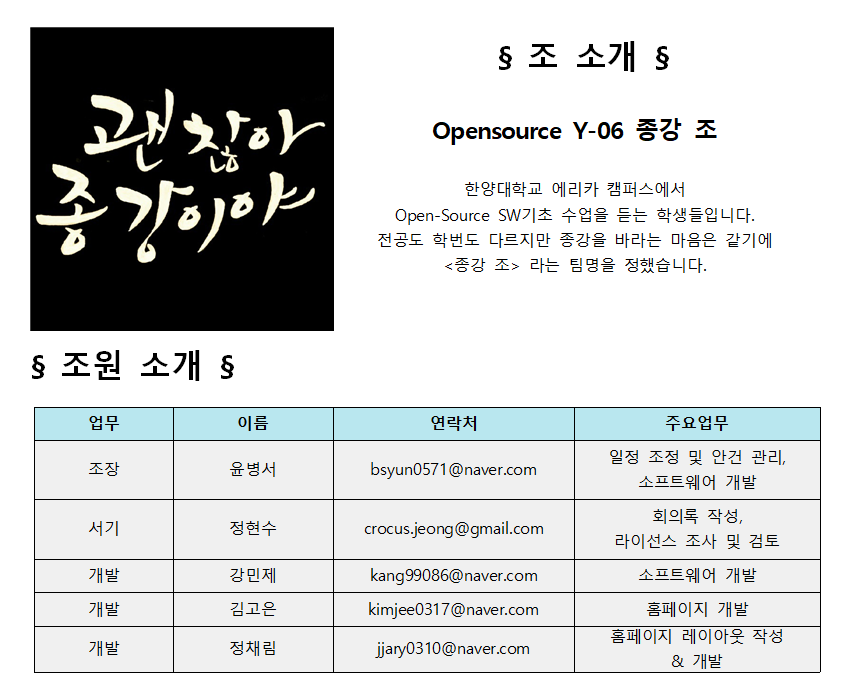 괜찮아
종강이야
§ 조 소개 §
Opensource Y-06 종강 조
한양대학교 에리카 캠퍼스에서
Open-Source SW기초 수업을 듣는 학생들입니다.
전공도 학번도 다르지만 종강을 바라는 마음은 같기에
<종강 조> 라는 팀명을 정했습니다.
§ 조원 소개 §
업무 이름 연락처 주요업무
조장 윤병서 bsyun0571@naver.com 일정 조정 및 안건 관리,
소프트웨어 개발
서기 정현수 crocus.jeong@gmail.com 회의록 작성,
라이선스 조사 및 검토
개발 강민제 kang99086@naver.com 소프트웨어 개발
개발 김고은 kimjee0317@naver.com 홈페이지 개발
개발 정채림 jjary0310@naver.com 홈페이지 레이아웃 작성
& 개발